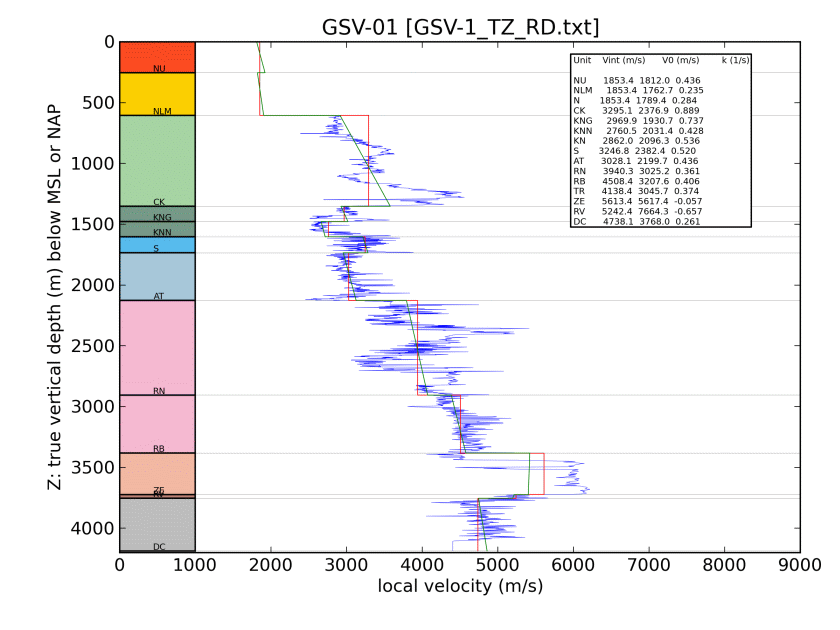 GSV-01 [GSV-1_TZ_RD.txt]
Z: true vertical depth (m) below MSL or NAP
0
500
1000
1500
2000
2500
3000
3500
4000
NU
NLM
CK
KNG
KNN
S
AT
RN
RB
ZE
DC
Unit Vint (m/s) V0 (m/s) k (1/s)
NU 1853.4 1812.0 0.436
NLM 1853.4 1762.7 0.235
N 1853.4 1789.4 0.284
CK 3295.1 2376.9 0.889
KNG 2969.9 1930.7 0.737
KNN 2760.5 2031.4 0.428
KN 2862.0 2096.3 0.536
S 3246.8 2382.4 0.520
AT 3028.1 2199.7 0.436
RN 3940.3 3025.2 0.361
RB 4508.4 3207.6 0.406
TR 4138.4 3045.7 0.374
ZE 5613.4 5617.4 -0.057
RV 5242.4 7664.3 -0.657
DC 4738.1 3768.0 0.261
0 1000 2000 3000 4000 5000 6000 7000 8000 9000
local velocity (m/s)